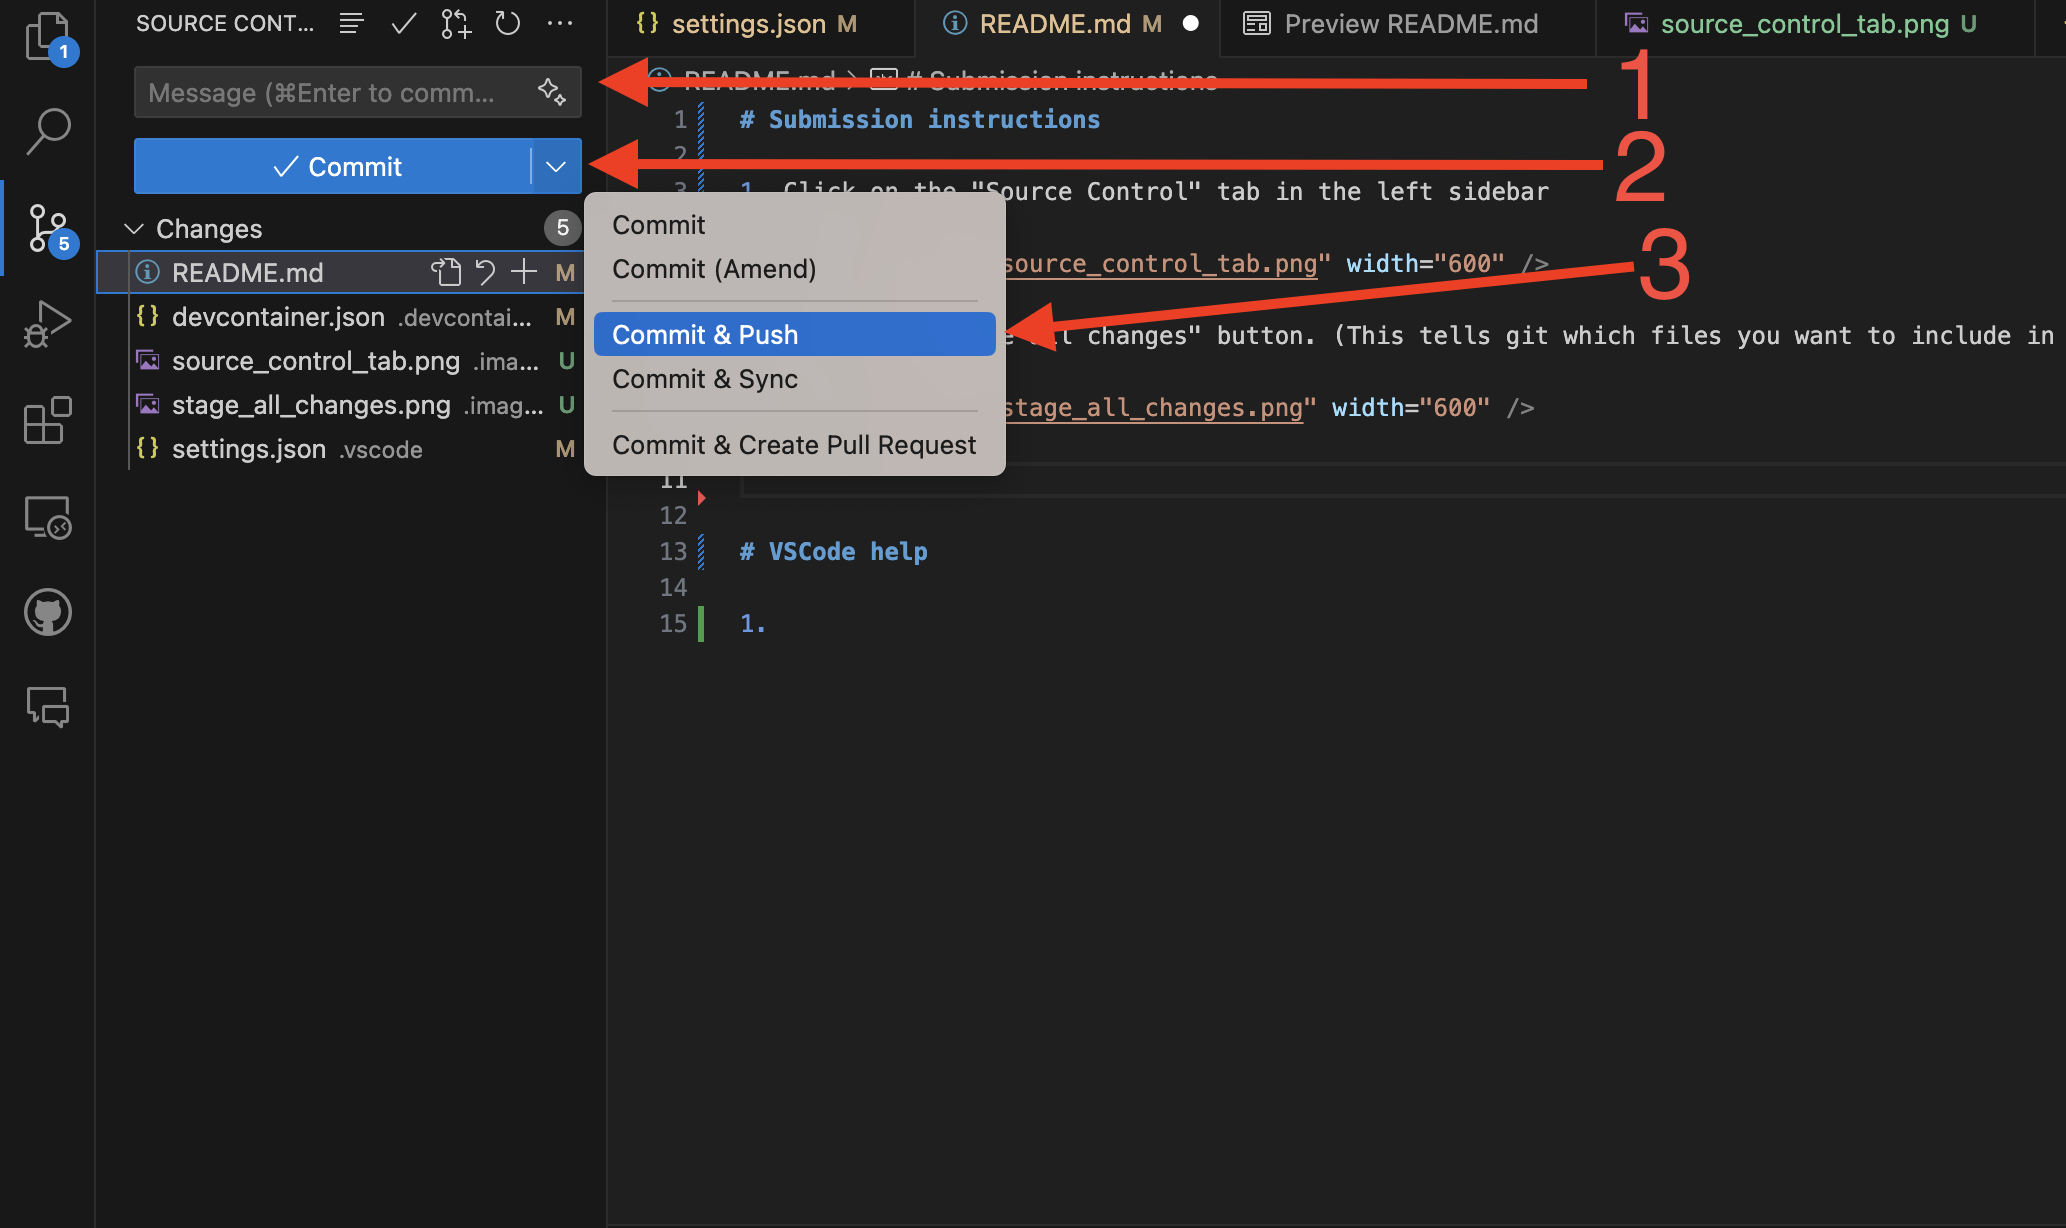 1
SOURCE CONT...
{} settings.json M
README.md M
Preview README.md
source_control_tab.png U
Message (⌘Enter to comm...
README.md > # Submission instructions
1
1 # Submission instructions
Commit
2
2
3 1. Click on the "Source Control" tab in the left sidebar
5
Changes 5
Commit
README.md M
Commit (Amend)
source_control_tab.png" width="600" />
3
{} devcontainer.json .devcontai... M
Commit & Push
all changes" button. (This tells git which files you want to include in
source_control_tab.png .ima... U
Commit & Sync
stage_all_changes.png .imag... U
stage_all_changes.png" width="600" />
{} settings.json .vscode M
Commit & Create Pull Request
11
12
13 # VSCode help
14
15 1.